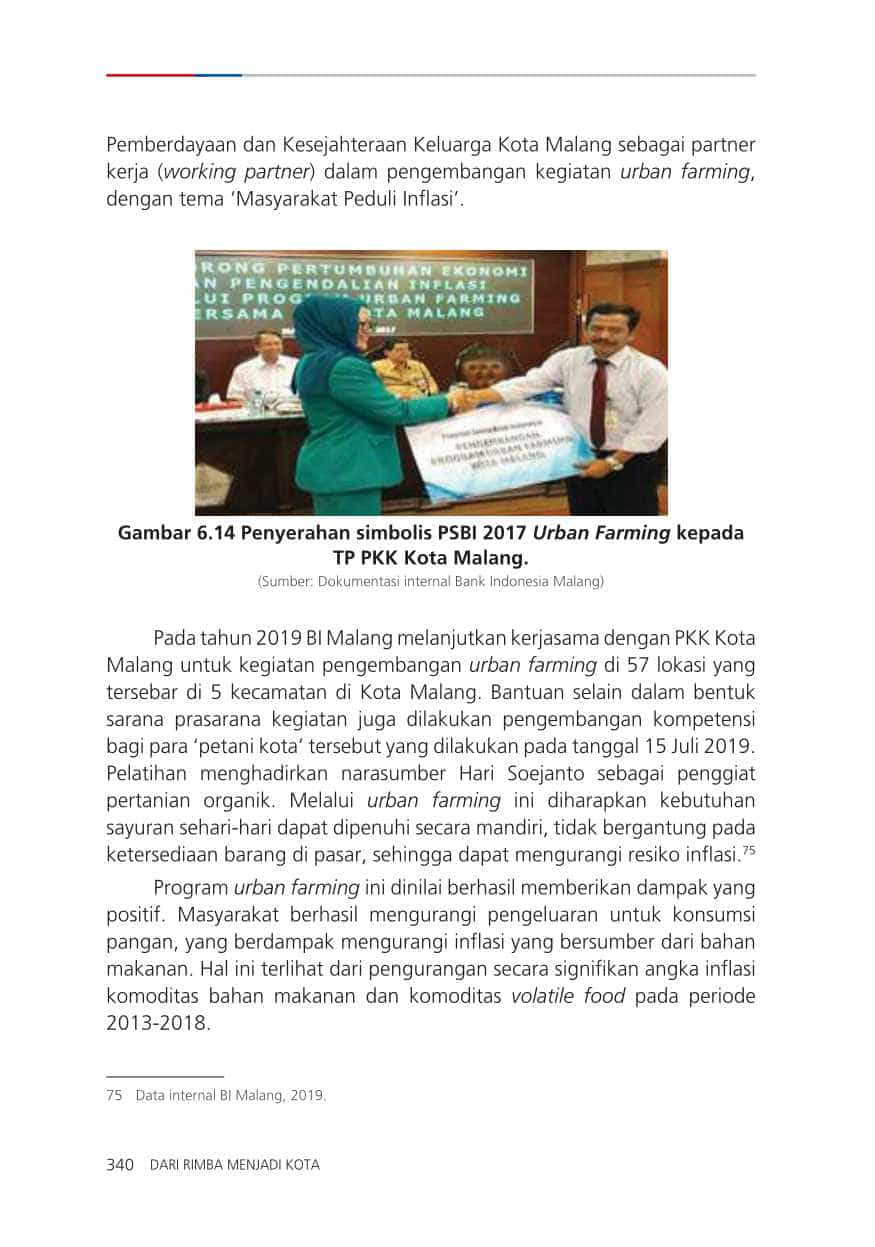 Pemberdayaan dan Kesejahteraan Keluarga Kota Malang sebagai partner
kerja (working partner) dalam pengembangan kegiatan urban farming,
dengan tema ‘Masyarakat Peduli Inflasi’.
RONG PERTUMBUHAN EKONOMI
AN PENGENDALIAN INFLASI
LUI PROGRAM URBAN FARMING
ERSAMA TA MALANG
2017
PENGEMBANGAN
PROGRAM URBAN FARMING
KOTA MALANG
Gambar 6.14 Penyerahan simbolis PSBI 2017 Urban Farming kepada
TP PKK Kota Malang.
(Sumber: Dokumentasi internal Bank Indonesia Malang)
Pada tahun 2019 BI Malang melanjutkan kerjasama dengan PKK Kota
Malang untuk kegiatan pengembangan urban farming di 57 lokasi yang
tersebar di 5 kecamatan di Kota Malang. Bantuan selain dalam bentuk
sarana prasarana kegiatan juga dilakukan pengembangan kompetensi
bagi para ‘petani kota’ tersebut yang dilakukan pada tanggal 15 Juli 2019.
Pelatihan menghadirkan narasumber Hari Soejanto sebagai penggiat
pertanian organik. Melalui urban farming ini diharapkan kebutuhan
sayuran sehari-hari dapat dipenuhi secara mandiri, tidak bergantung pada
ketersediaan barang di pasar, sehingga dapat mengurangi resiko inflasi.75
Program urban farming ini dinilai berhasil memberikan dampak yang
positif. Masyarakat berhasil mengurangi pengeluaran untuk konsumsi
pangan, yang berdampak mengurangi inflasi yang bersumber dari bahan
makanan. Hal ini terlihat dari pengurangan secara signifikan angka inflasi
komoditas bahan makanan dan komoditas volatile food pada periode
2013-2018.
75 Data internal BI Malang, 2019.
340 DARI RIMBA MENJADI KOTA